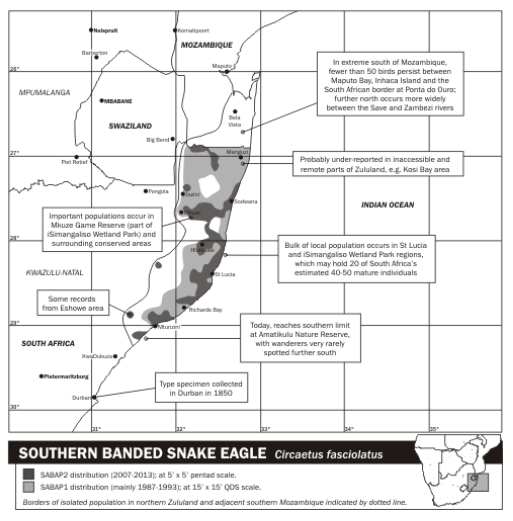 Nelspruit
Komatipoort
MOZAMBIQUE
Barberton
Maputo
26°
In extreme south of Mozambique,
fewer than 50 birds persist between
Maputo Bay, Inhaca Island and the
South African border at Ponta do Ouro;
further north occurs more widely
between the Save and Zambezi rivers
MPUMALANGA
MBABANE
Bela
Vista
SWAZILAND
Big Bend
27°
Manguzi
Piet Retief
Probably under-reported in inaccessible and
remote parts of Zululand, e.g. Kosi Bay area
Pongola
Sodwana
INDIAN OCEAN
Important populations occur in
Mkuze Game Reserve (part of
iSimangaliso Wetland Park) and
surrounding conserved areas
28°
Bulk of local population occurs in St Lucia
and iSimangaliso Wetland Park regions,
which may hold 20 of South Africa's
estimated 40-50 mature individuals
KWAZULU-NATAL
St Lucia
Some records
from Eshowe area
Richards Bay
29°
Mtunzini
Today, reaches southern limit
at Amatikulu Nature Reserve,
with wanderers very rarely
spotted further south
SOUTH AFRICA
KwaDukuza
Pietermaritzburg
Type specimen collected
in Durban in 1850
Durban
30°
31° 32° 33° 34° 35°
SOUTHERN BANDED SNAKE EAGLE Circaetus fasciolatus
SABAP2 distribution (2007-2013); at 5' x 5' pentad scale.
SABAP1 distribution (mainly 1987-1993); at 15' x 15' QDS scale.
Borders of isolated population in northern Zululand and adjacent southern Mozambique indicated by dotted line.